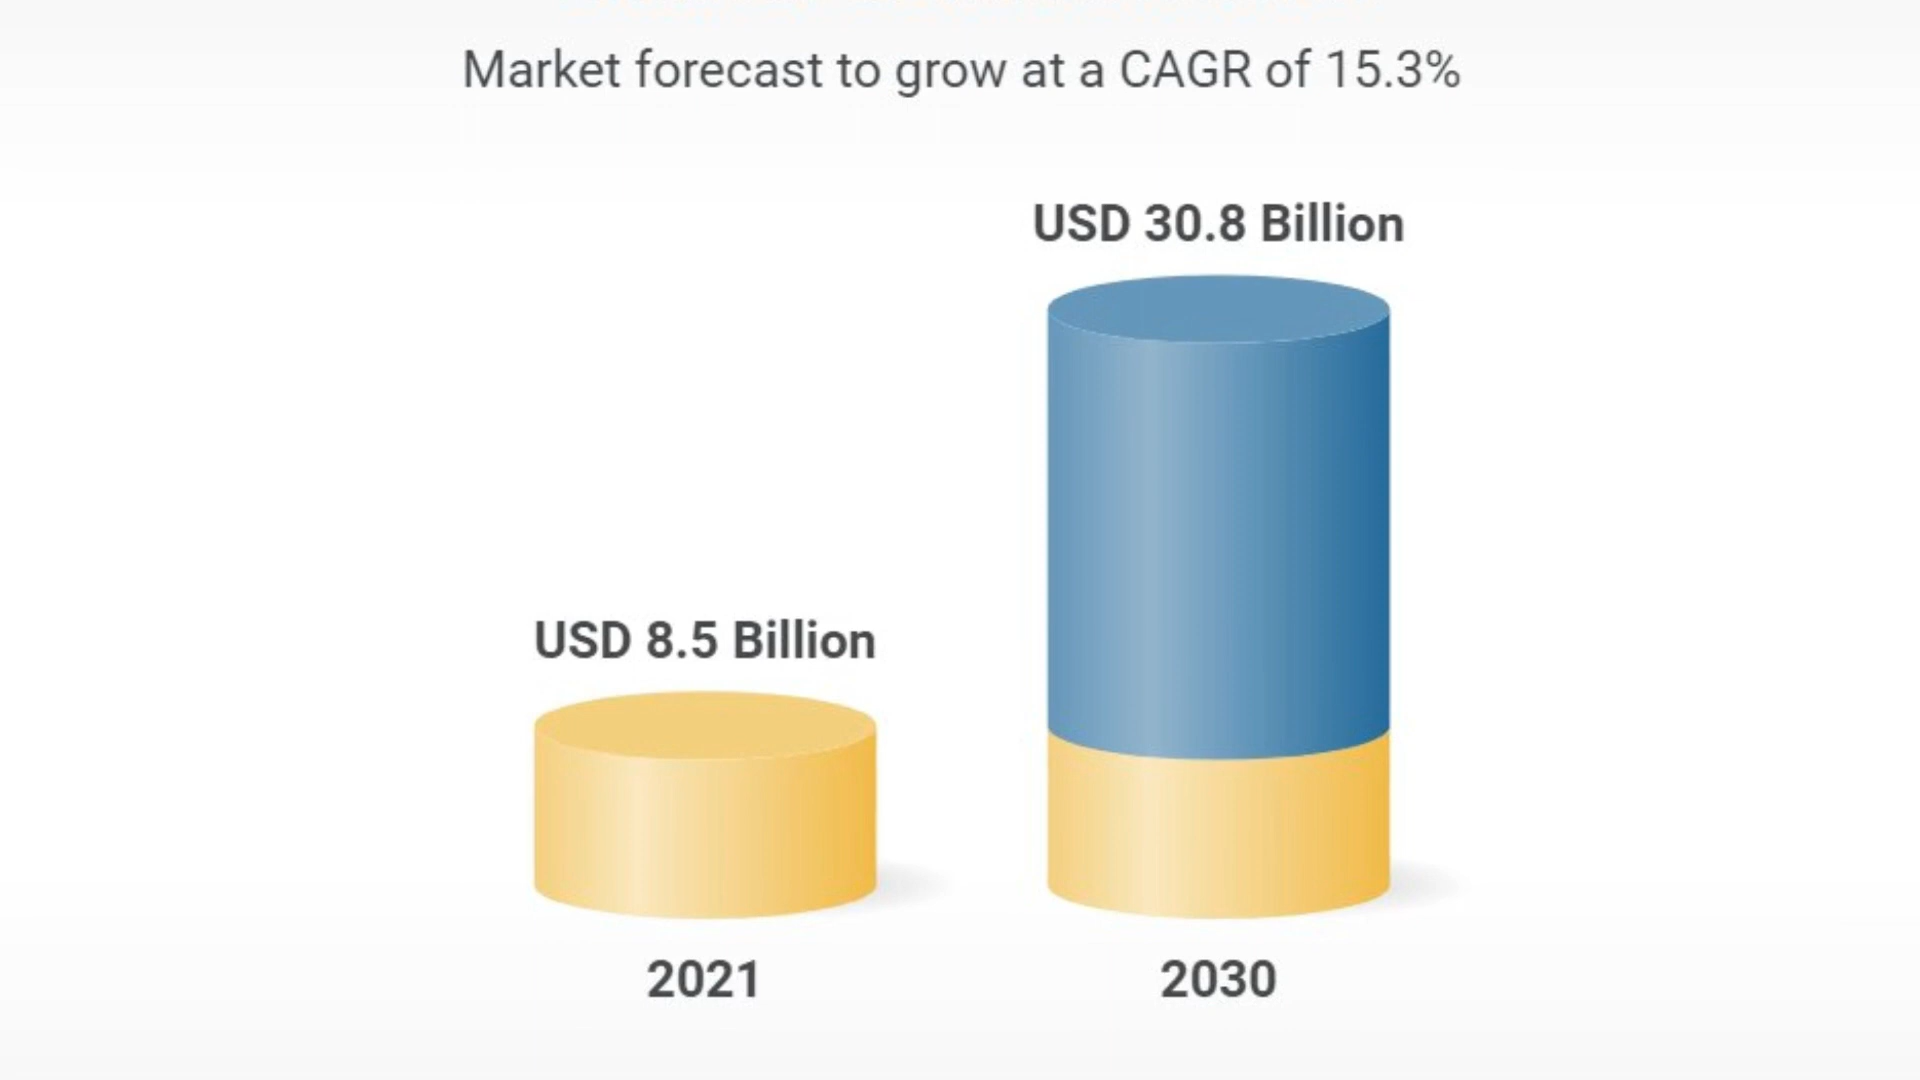 Market forecast to grow at a CAGR of 15.3%
USD 30.8 Billion
USD 8.5 Billion
2021
2030